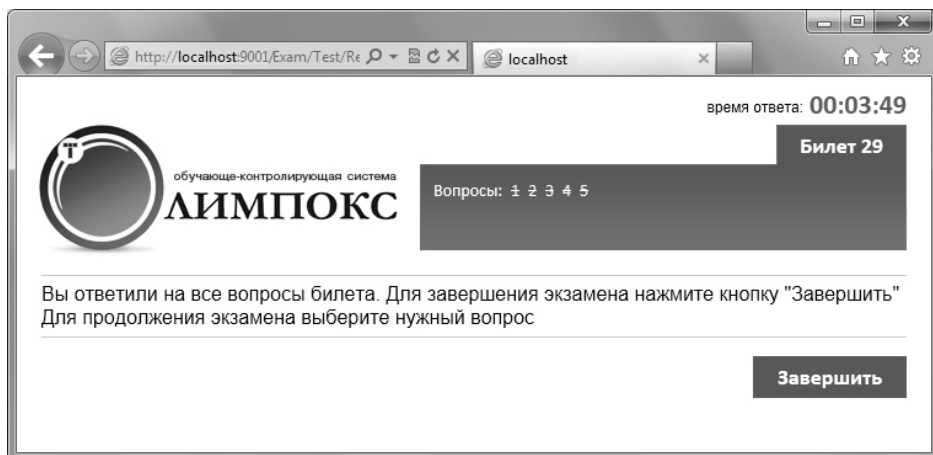 http://localhost:9001/Exam/Test/Re
localhost
время ответа: 00:03:49
Билет 29
обучающе-контролирующая система
ЛИМПОКС
Вопросы: 1 2 3 4 5
Вы ответили на все вопросы билета. Для завершения экзамена нажмите кнопку "Завершить"
Для продолжения экзамена выберите нужный вопрос
Завершить